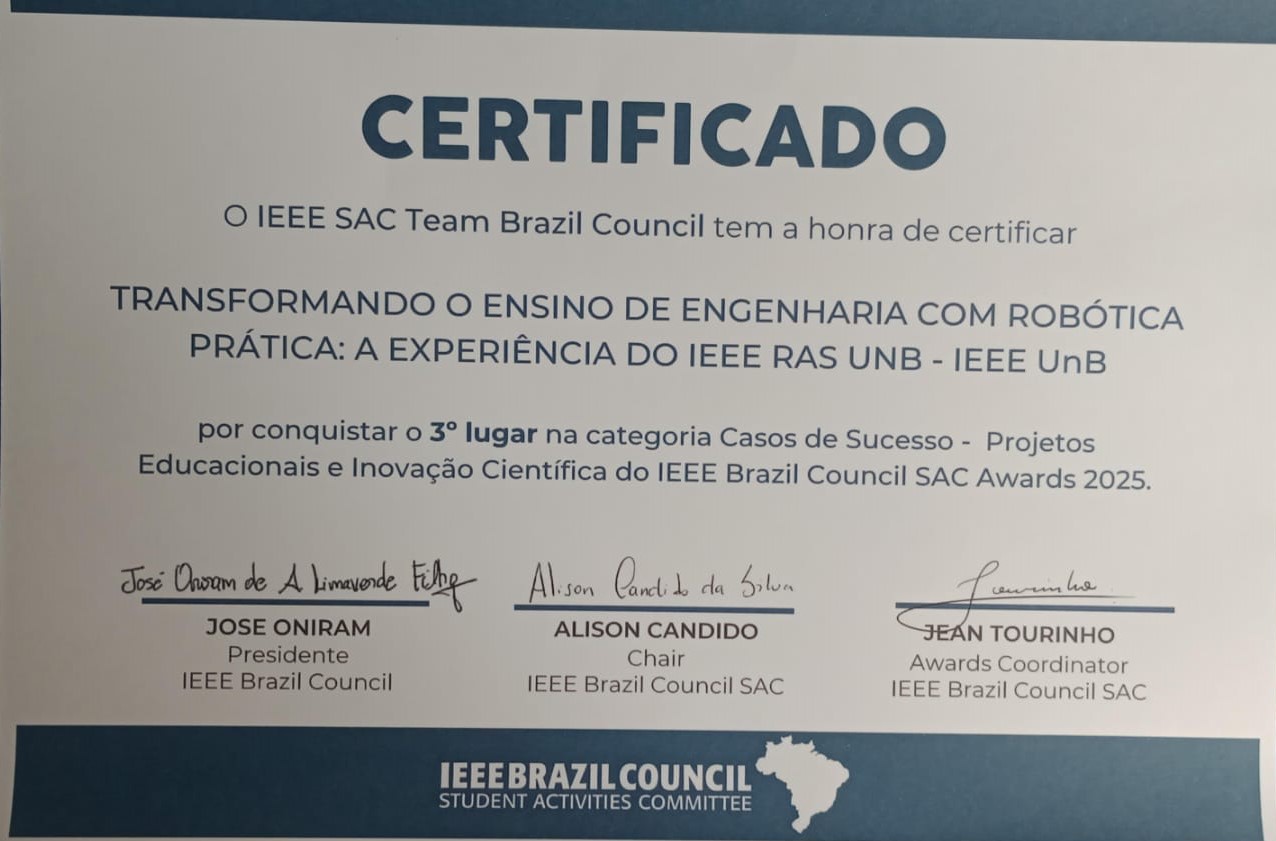 CERTIFICADO
O IEEE SAC Team Brazil Council tem a honra de certificar
TRANSFORMANDO O ENSINO DE ENGENHARIA COM ROBÓTICA
PRÁTICA: A EXPERIÊNCIA DO IEEE RAS UNB - IEEE UnB
por conquistar o 3º lugar na categoria Casos de Sucesso - Projetos
Educacionais e Inovação Científica do IEEE Brazil Council SAC Awards 2025.
José Oniram de A Limaverde Filho
Alison Candido da Silva
Tourinho
JOSE ONIRAM
Presidente
IEEE Brazil Council
ALISON CANDIDO
Chair
IEEE Brazil Council SAC
JEAN TOURINHO
Awards Coordinator
IEEE Brazil Council SAC
IEEE BRAZIL COUNCIL
STUDENT ACTIVITIES COMMITTEE